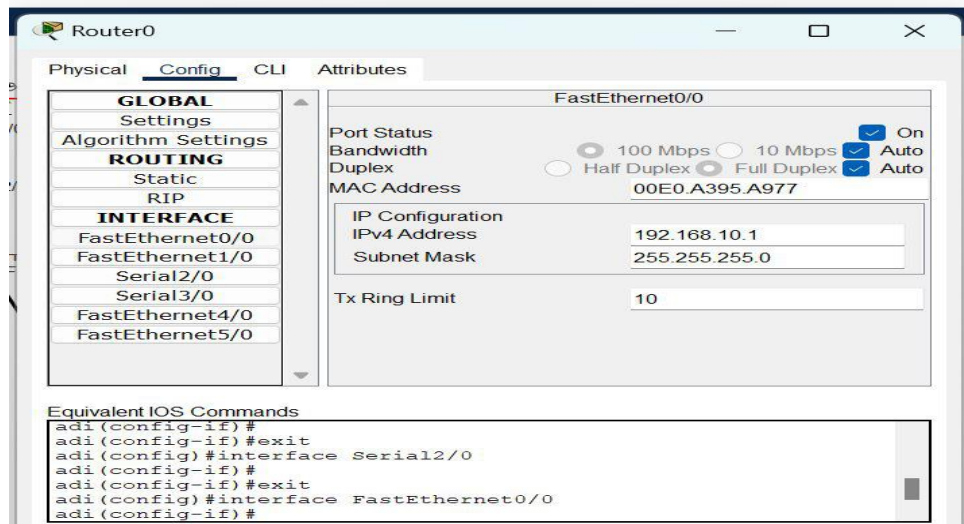 Router0
Physical Config CLI Attributes
GLOBAL
Settings
Algorithm Settings
ROUTING
Static
RIP
INTERFACE
FastEthernet0/0
FastEthernet1/0
Serial2/0
Serial3/0
FastEthernet4/0
FastEthernet5/0
FastEthernet0/0
Port Status On
Bandwidth 100 Mbps 10 Mbps Auto
Duplex Half Duplex Full Duplex Auto
MAC Address 00E0.A395.A977
IP Configuration
IPv4 Address 192.168.10.1
Subnet Mask 255.255.255.0
Tx Ring Limit 10
Equivalent IOS Commands
adi(config-if)#
adi(config-if)#exit
adi(config)#interface Serial2/0
adi(config-if)#
adi(config-if)#exit
adi(config)#interface FastEthernet0/0
adi(config-if)#